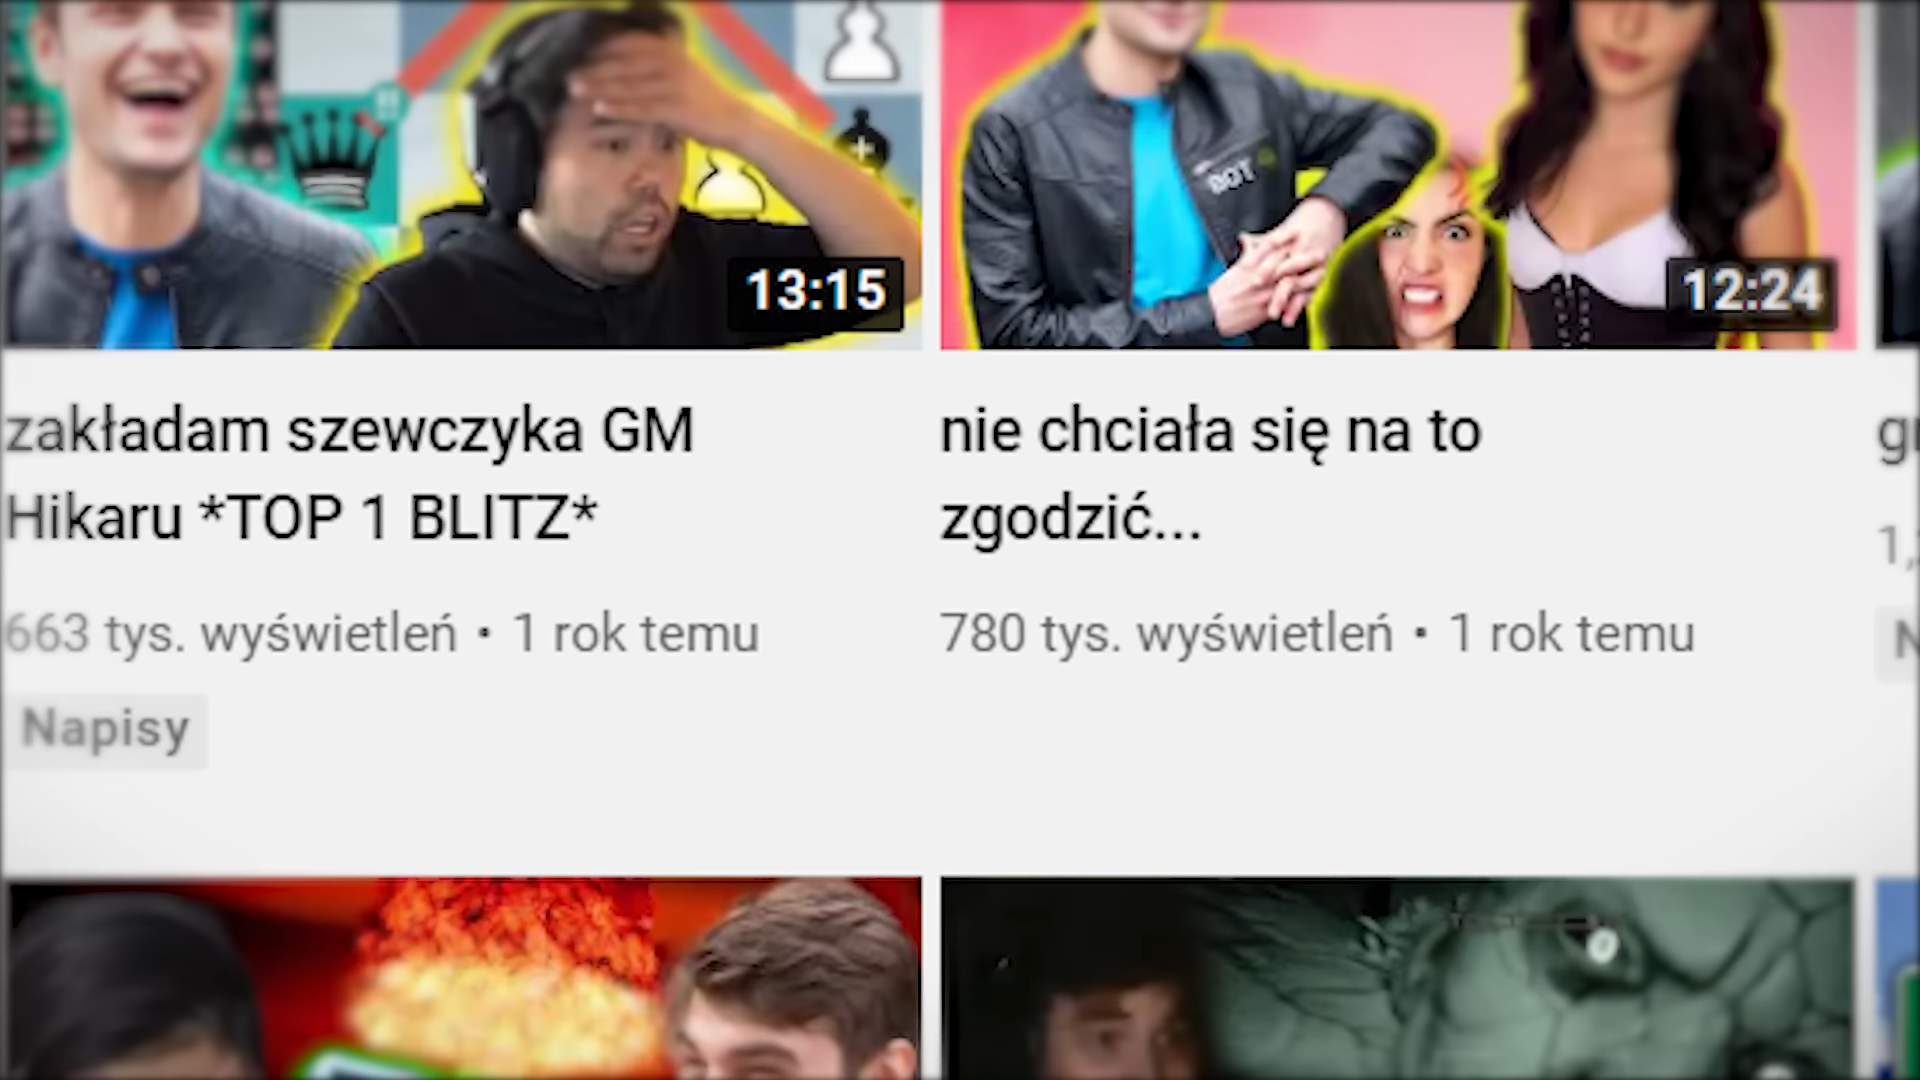 BOT
13:15
12:24
zakładam szewczyka GM
Hikaru *TOP 1 BLITZ*
663 tys. wyświetleń • 1 rok temu
Napisy
nie chciała się na to
zgodzić...
780 tys. wyświetleń • 1 rok temu